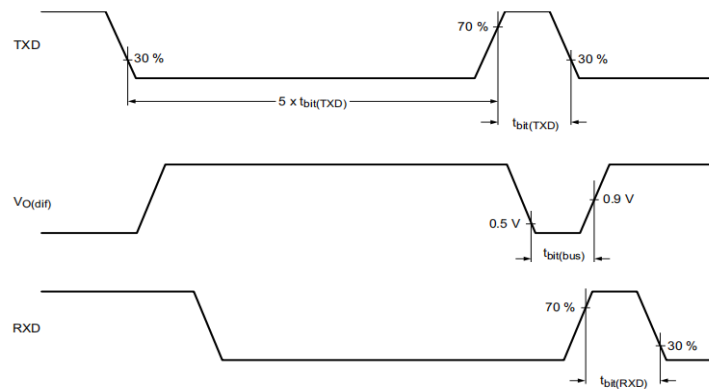 TXD
70 %
30 %
30 %
5 x tbit(TXD)
tbit(TXD)
VO(dif)
0.9 V
0.5 V
tbit(bus)
RXD
70 %
30 %
tbit(RXD)